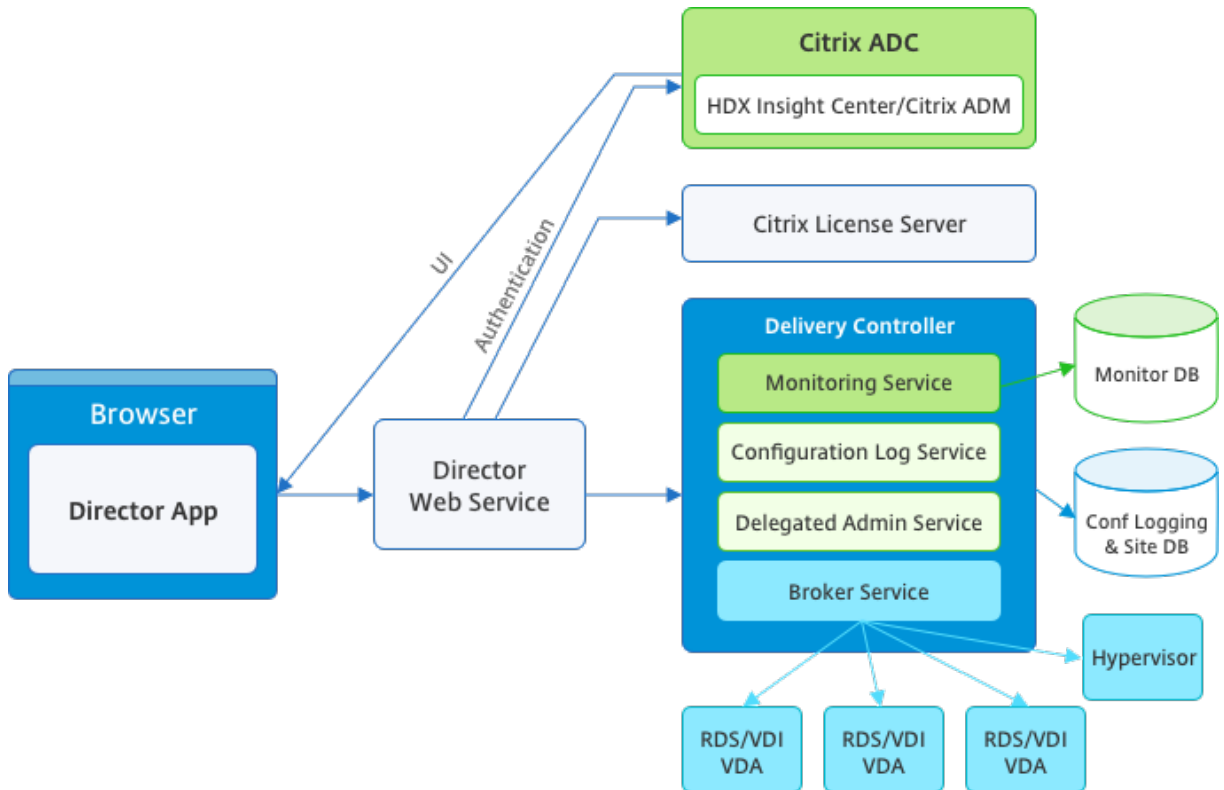 Citrix ADC
HDX Insight Center/Citrix ADM
UI
Authentication
Citrix License Server
Delivery Controller
Monitoring Service
Monitor DB
Browser
Configuration Log Service
Director App
Director
Web Service
Delegated Admin Service
Conf Logging
& Site DB
Broker Service
Hypervisor
RDS/VDI
VDA
RDS/VDI
VDA
RDS/VDI
VDA